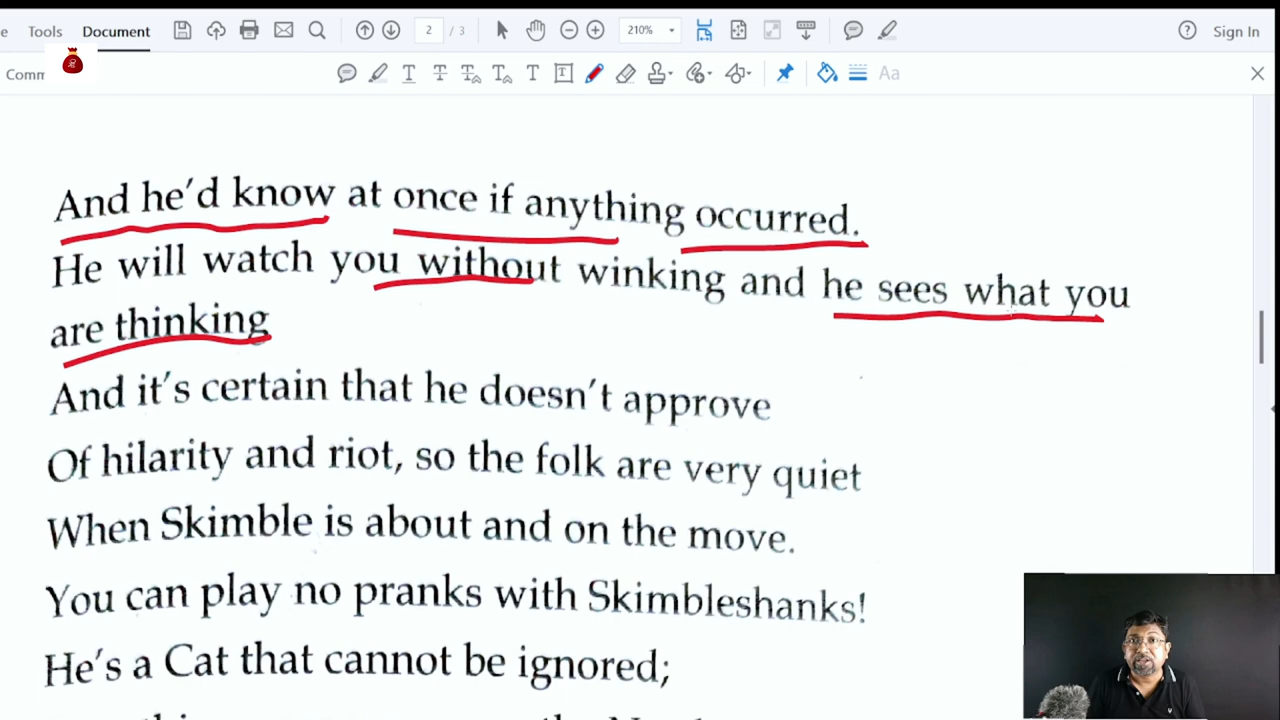 Tools Document 2 / 3 210% Sign In
Comm Aa
And he'd know at once if anything occurred.
He will watch you without winking and he sees what you
are thinking
And it's certain that he doesn't approve
Of hilarity and riot, so the folk are very quiet
When Skimble is about and on the move.
You can play no pranks with Skimbleshanks!
He's a Cat that cannot be ignored;